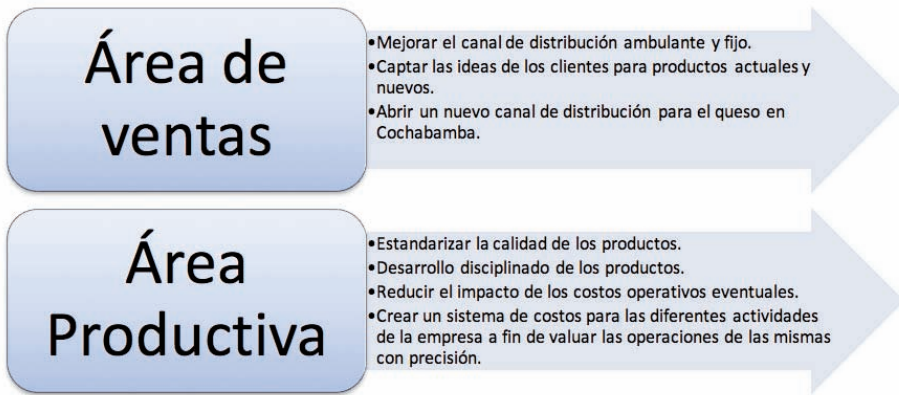 Área de
ventas
•Mejorar el canal de distribución ambulante y fijo.
•Captar las ideas de los clientes para productos actuales y
nuevos.
•Abrir un nuevo canal de distribución para el queso en
Cochabamba.
Área
Productiva
•Estandarizar la calidad de los productos.
•Desarrollo disciplinado de los productos.
•Reducir el impacto de los costos operativos eventuales.
•Crear un sistema de costos para las diferentes actividades
de la empresa a fin de valuar las operaciones de las mismas
con precisión.